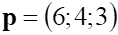 p = (6;4;3)